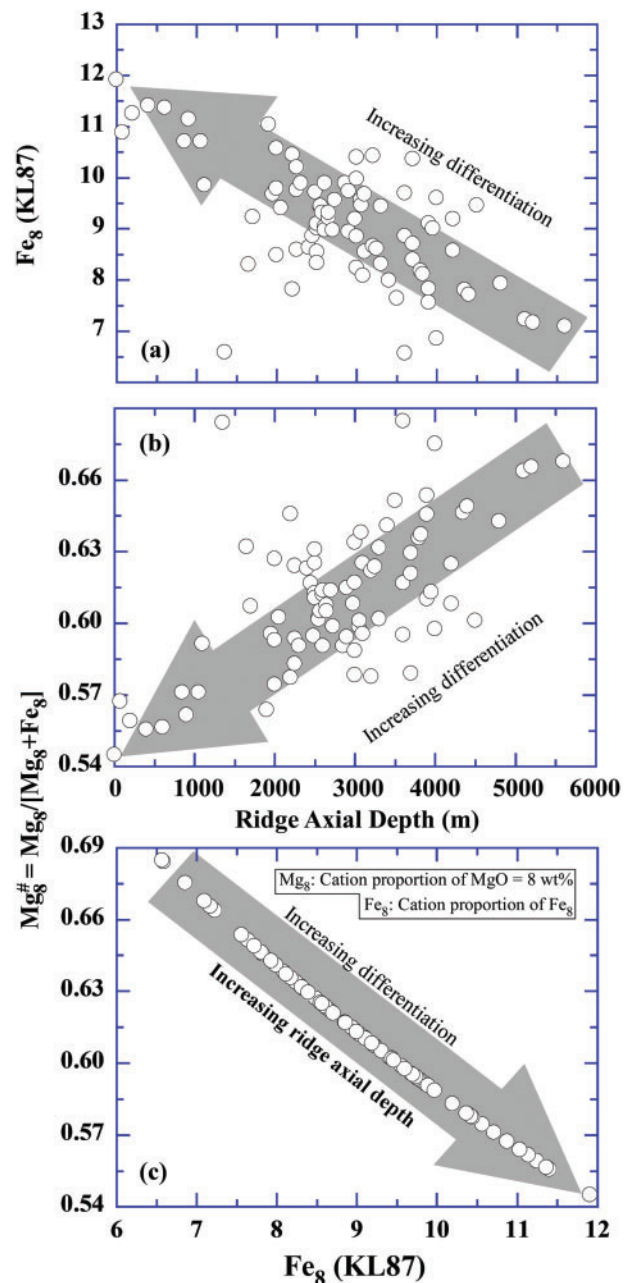 13
12
11
10
9
8
7
Fe₈ (KL87)
Increasing differentiation
(a)
(b)
0.66
0.63
0.60
0.57
0.54
Increasing differentiation
0 1000 2000 3000 4000 5000 6000
Ridge Axial Depth (m)
Mg₈# = Mg₈/[Mg₈+Fe₈]
0.69
0.66
0.63
0.60
0.57
0.54
Mg₈: Cation proportion of MgO = 8 wt%
Fe₈: Cation proportion of Fe₈
Increasing differentiation
Increasing ridge axial depth
(c)
6 7 8 9 10 11 12
Fe₈ (KL87)